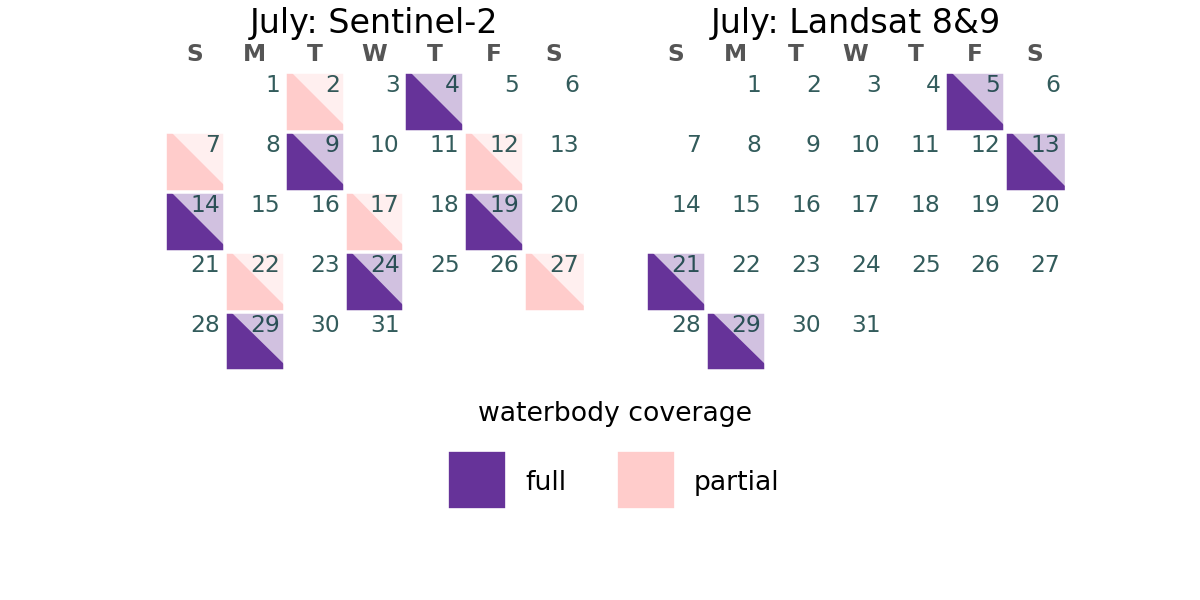 July: Sentinel-2
S M T W T F S
1 2 3 4 5 6
7 8 9 10 11 12 13
14 15 16 17 18 19 20
21 22 23 24 25 26 27
28 29 30 31
July: Landsat 8&9
S M T W T F S
1 2 3 4 5 6
7 8 9 10 11 12 13
14 15 16 17 18 19 20
21 22 23 24 25 26 27
28 29 30 31
waterbody coverage
full partial